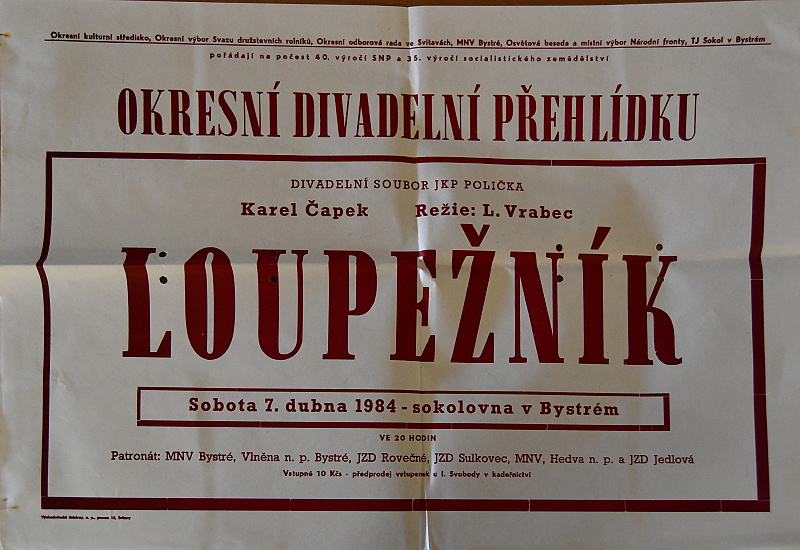 Okresní kulturní středisko, Okresní výbor Svazu družstevních rolníků, Okresní odborová rada ve Svitavách, MNV Bystré, Osvětová beseda a místní výbor Národní fronty, TJ Sokol v Bystrém
pořádají na počest 40. výročí SNP a 35. výročí socialistického zemědělství
OKRESNÍ DIVADELNÍ PŘEHLÍDKU
DIVADELNÍ SOUBOR JKP POLIČKA
Karel Čapek Režie: L. Vrabec
LOUPEŽNÍK
Sobota 7. dubna 1984 - sokolovna v Bystrém
VE 20 HODIN
Patronát: MNV Bystré, Vlněna n. p. Bystré, JZD Rovečné, JZD Sulkovec, MNV, Hedva n. p. a JZD Jedlová
Vstupné 10 Kčs - předprodej vstupenek u I. Svobody v kadeřnictví
Východočeské tiskárny, n. p., provoz